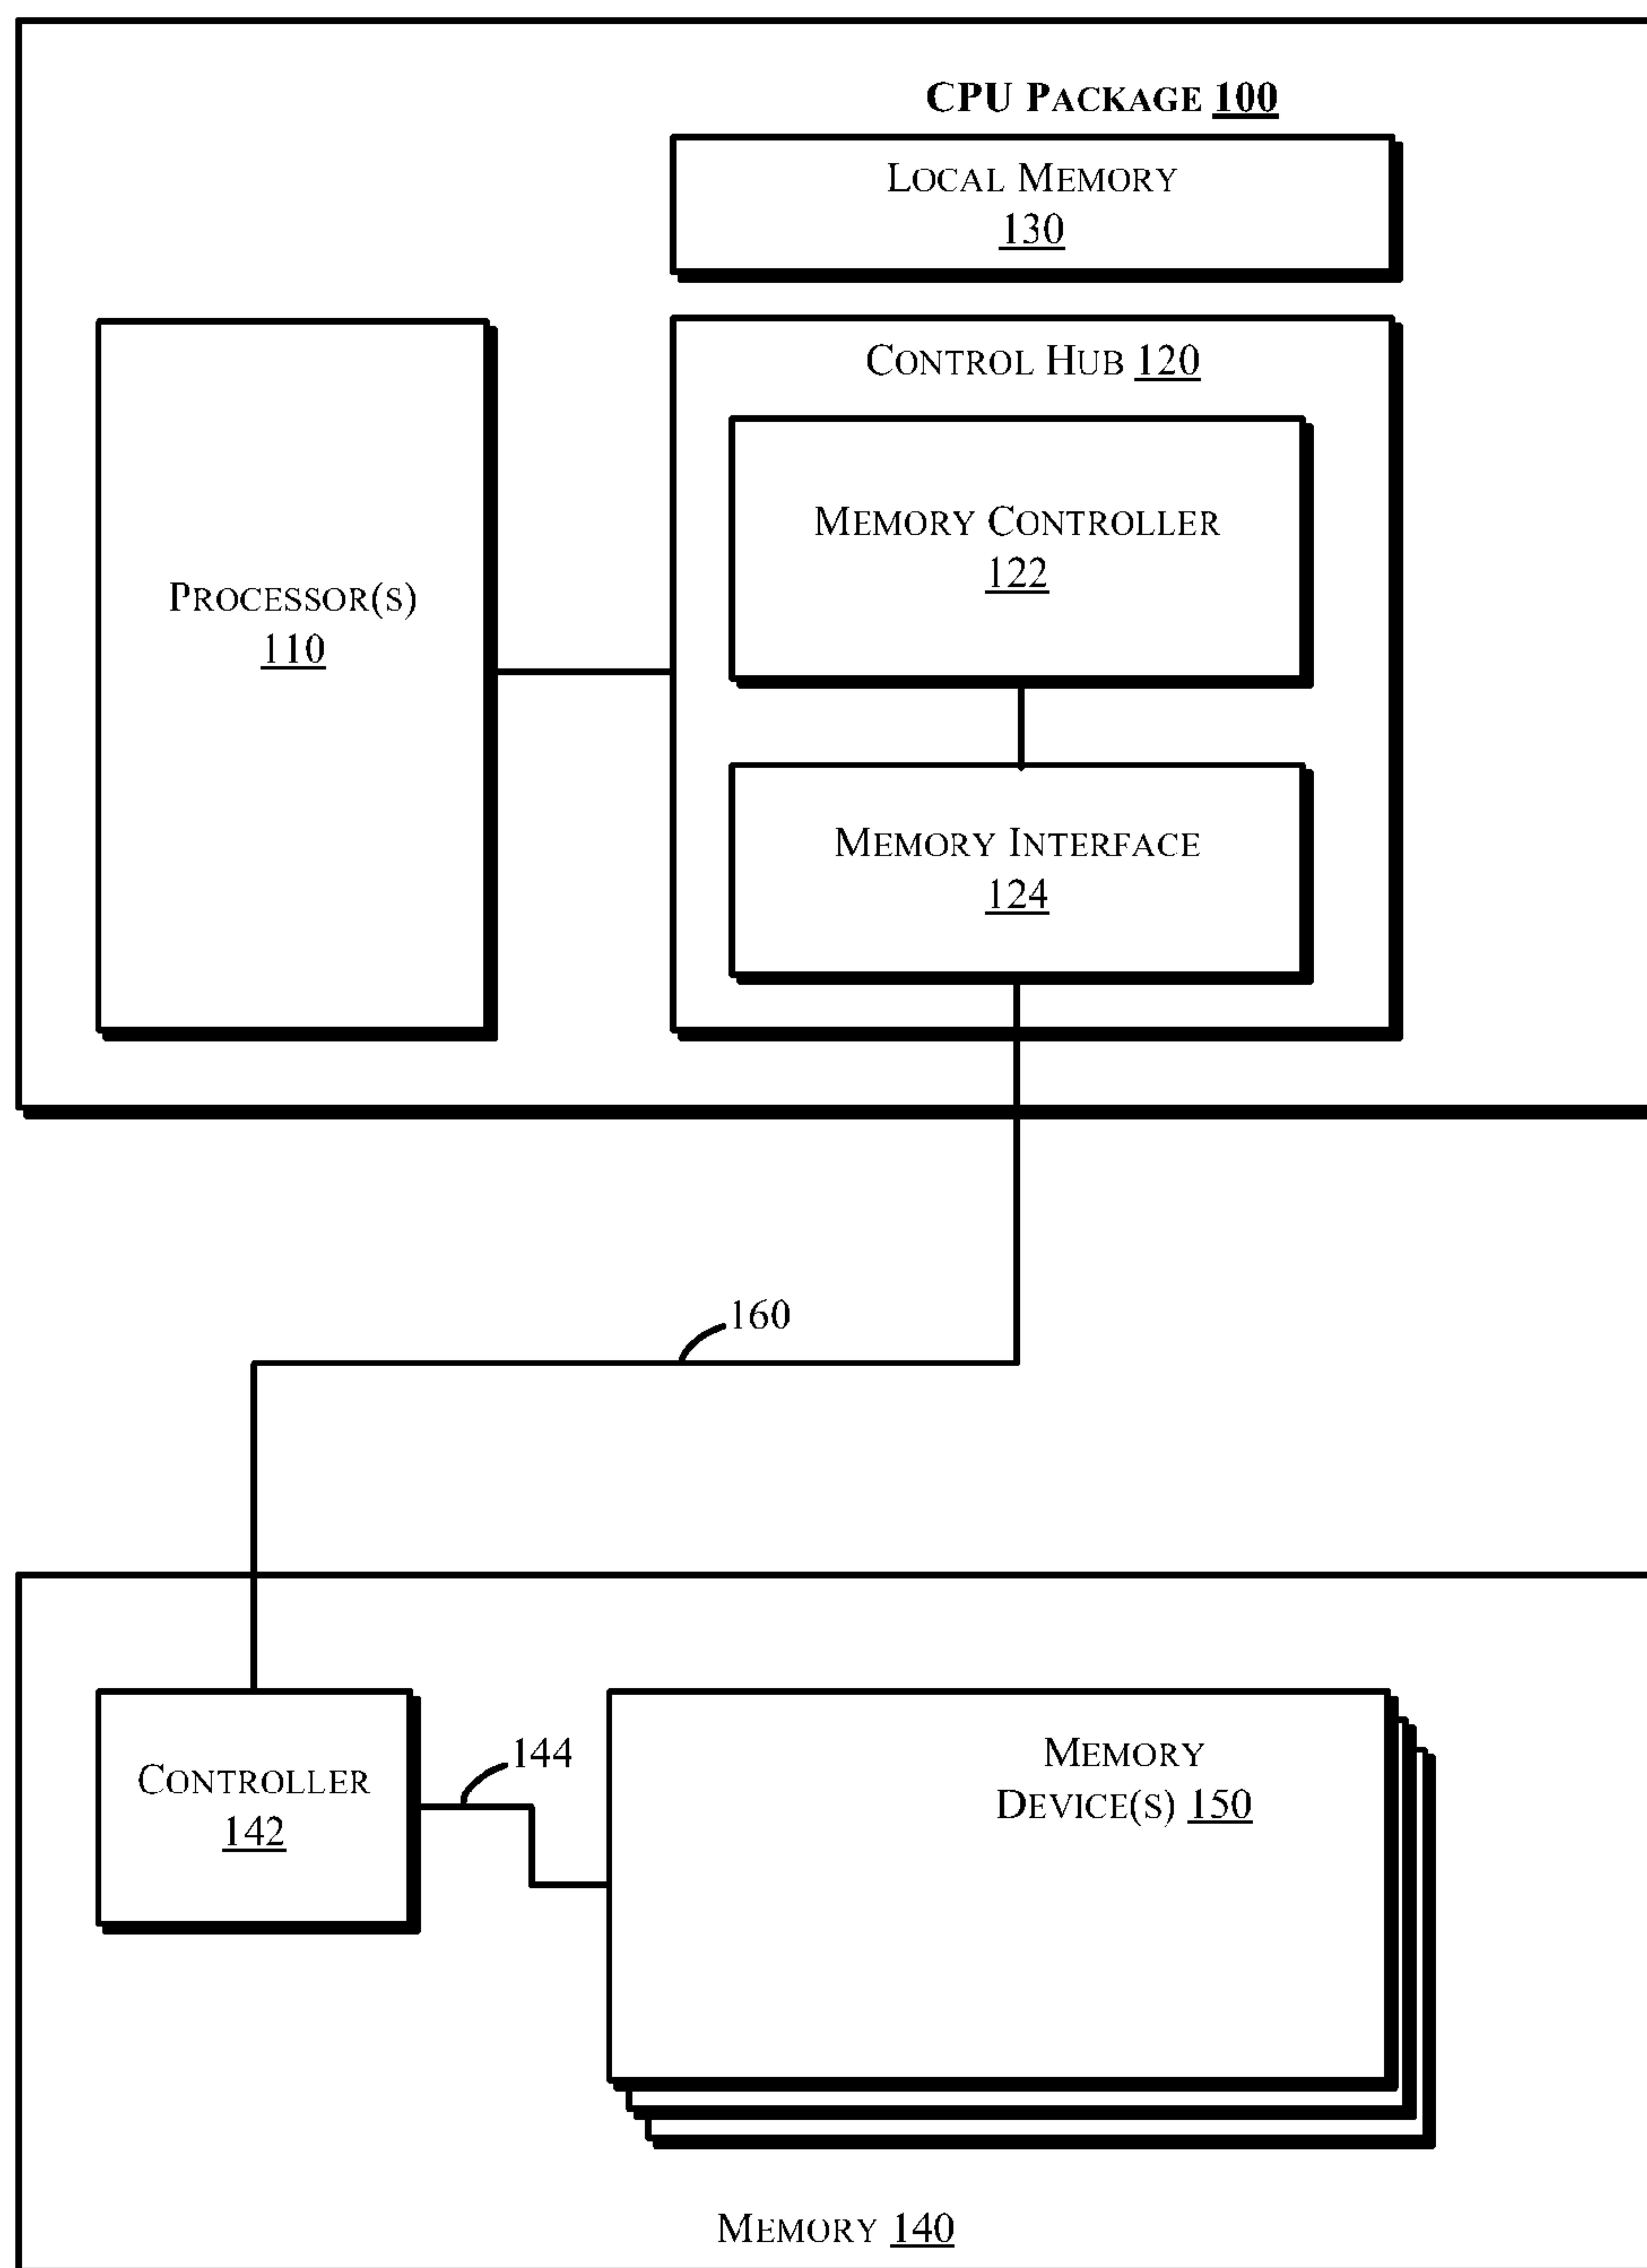 CPU PACKAGE 100
LOCAL MEMORY
130
CONTROL HUB 120
MEMORY CONTROLLER
122
PROCESSOR(S)
110
MEMORY INTERFACE
124
160
144
CONTROLLER
142
MEMORY
DEVICE(S) 150
MEMORY 140